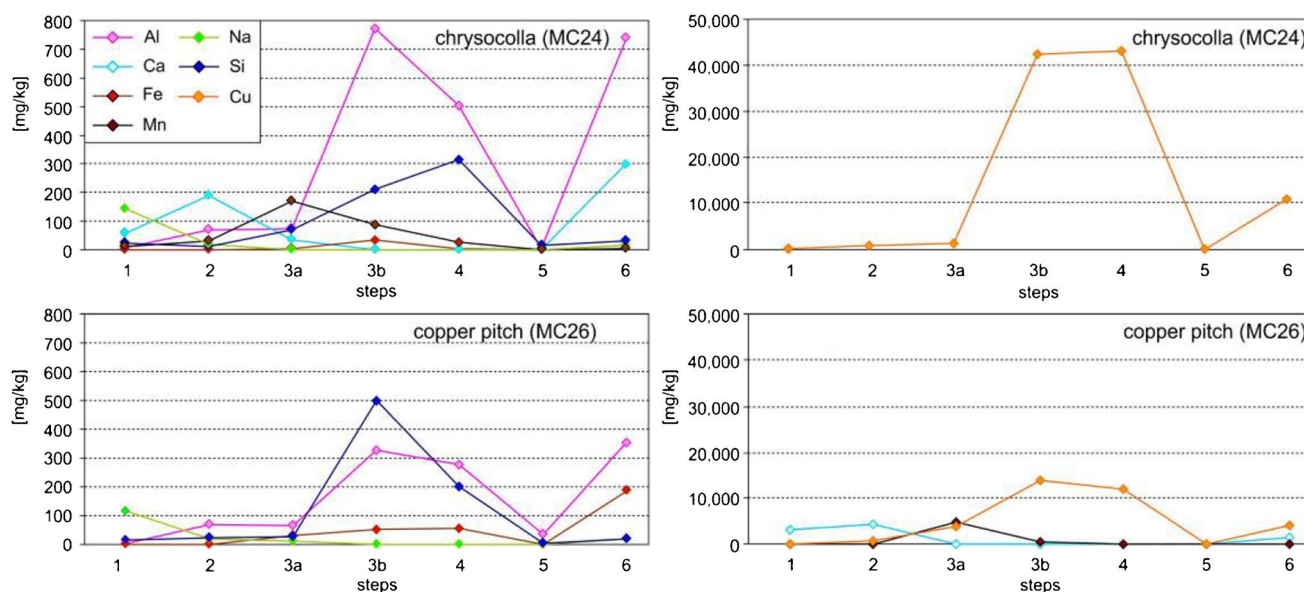 chrysocolla (MC24)
[mg/kg]
800
700
600
500
400
300
200
100
0
Al Na
Ca Si
Fe Cu
Mn
1 2 3a 3b 4 5 6
steps
chrysocolla (MC24)
[mg/kg]
50.000
40.000
30.000
20.000
10.000
0
1 2 3a 3b 4 5 6
steps
copper pitch (MC26)
[mg/kg]
800
700
600
500
400
300
200
100
0
1 2 3a 3b 4 5 6
steps
copper pitch (MC26)
[mg/kg]
50.000
40.000
30.000
20.000
10.000
0
1 2 3a 3b 4 5 6
steps